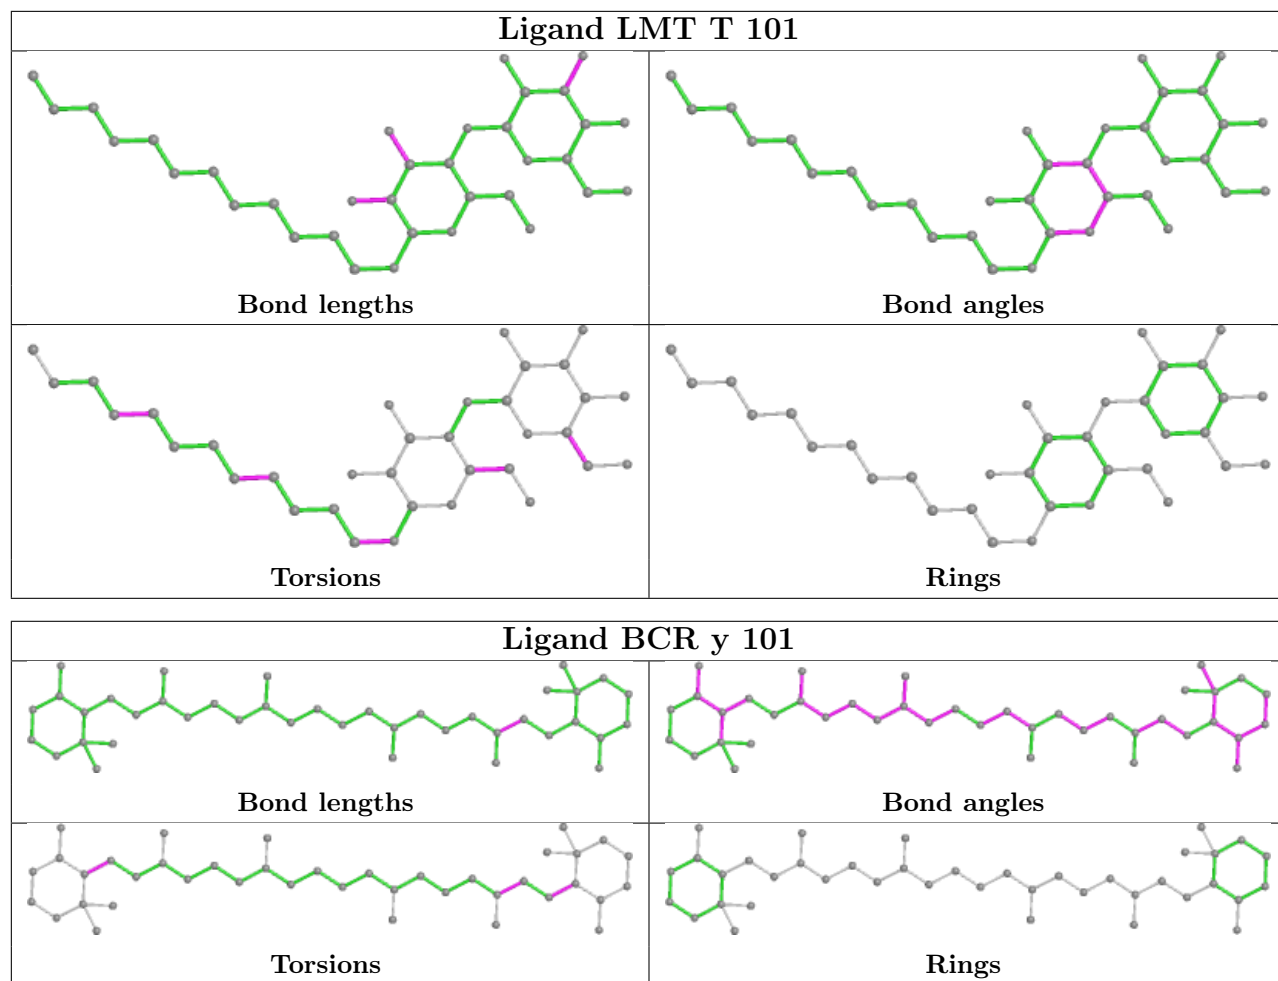 Ligand LMT T 101
Bond lengths
Bond angles
Torsions
Rings
Ligand BCR y 101
Bond lengths
Bond angles
Torsions
Rings